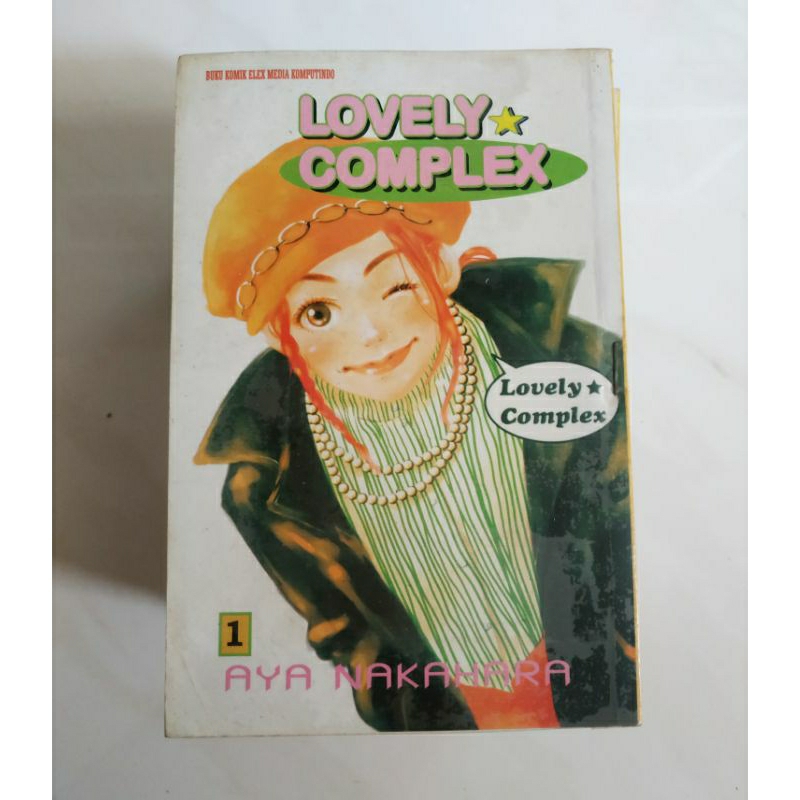 BUKU KOMIK ELEX MEDIA KOMPUTINDO
LOVELY★
COMPLEX
Lovely★
Complex
1
AYA NAKAHARA